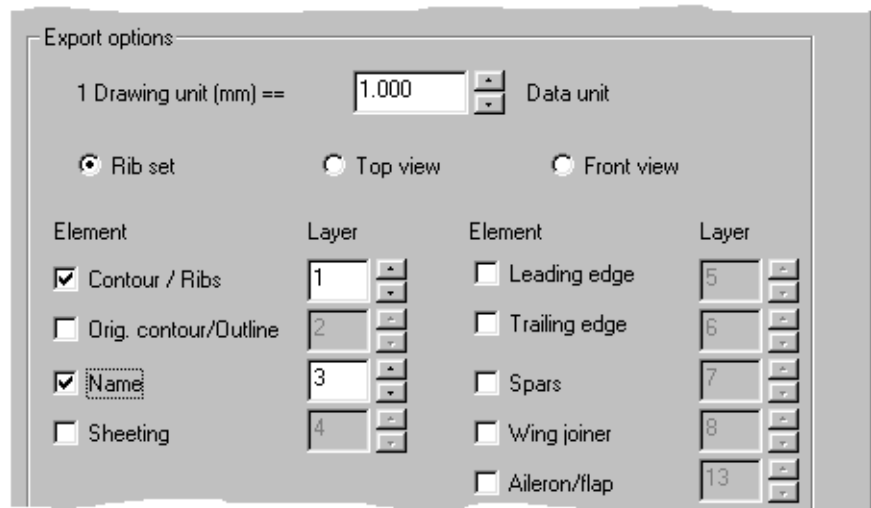 Export options
1 Drawing unit (mm) == 1.000 Data unit
Rib set Top view Front view
Element Layer Element Layer
Contour / Ribs 1 Leading edge 5
Orig. contour/Outline 2 Trailing edge 6
Name 3 Spars 7
Sheeting 4 Wing joiner 8
Aileron/flap 13